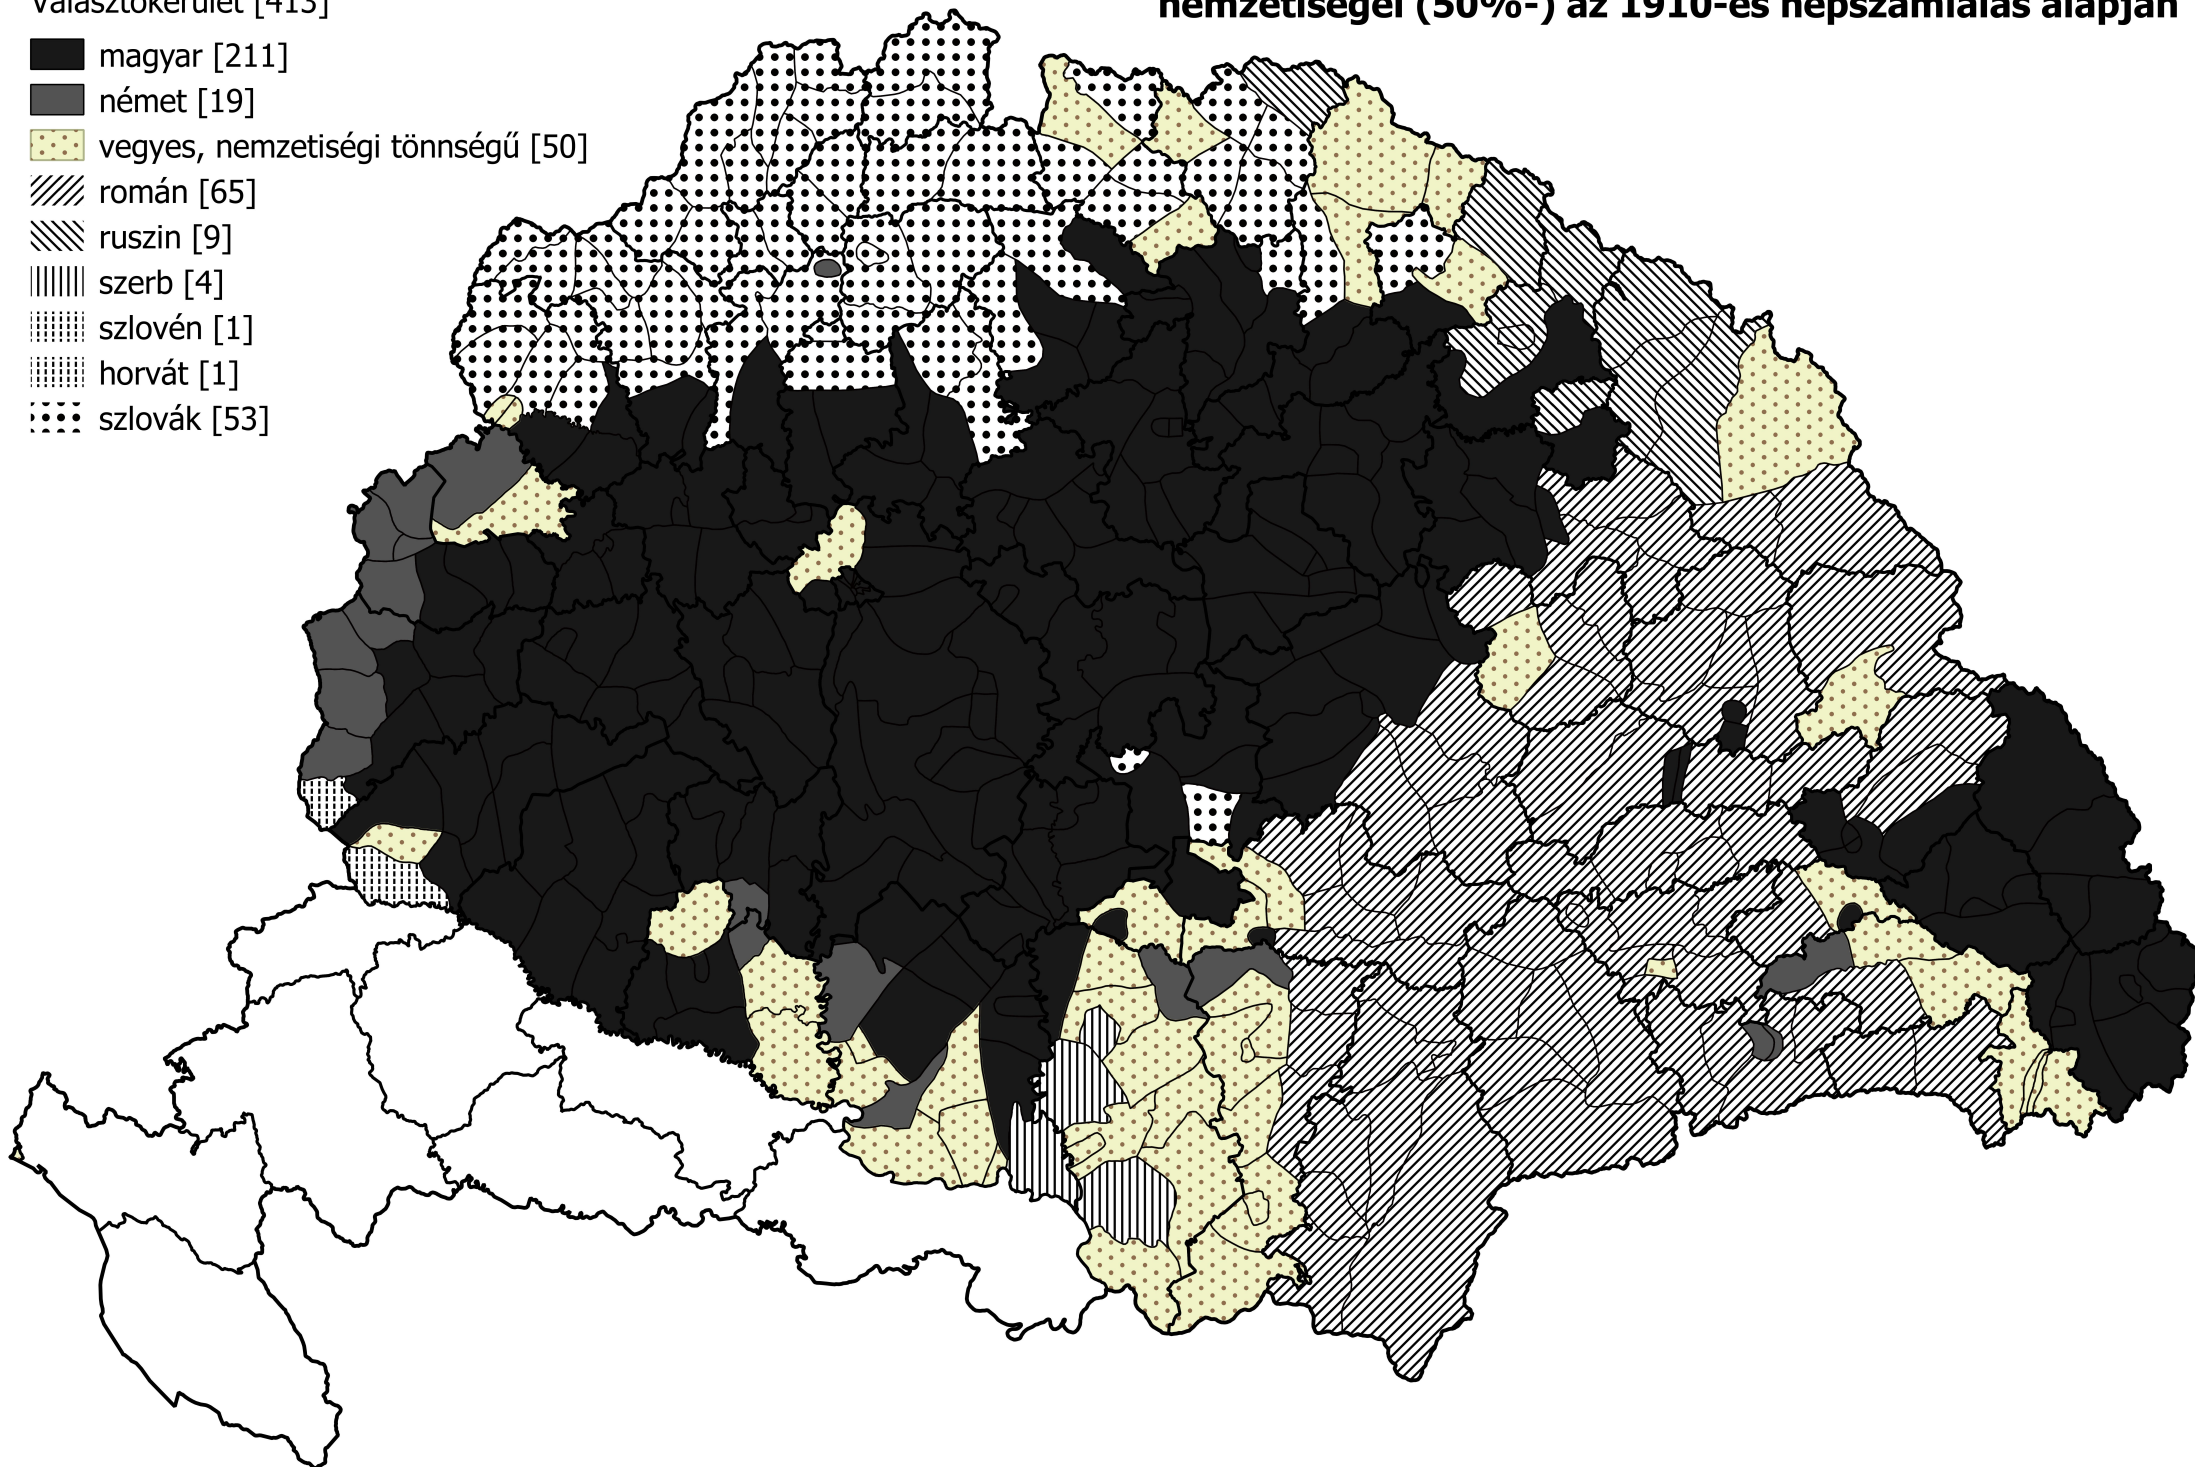 Választókerület [413]
nemzetiségei (50%-) az 1910-es népszámlálás alapján
magyar [211]
német [19]
vegyes, nemzetiségi tönnségű [50]
román [65]
ruszin [9]
szerb [4]
szlovén [1]
horvát [1]
szlovák [53]